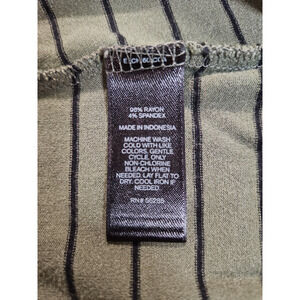 96% RAYON
4% SPANDEX
MADE IN INDONESIA
MACHINE WASH
COLD WITH LIKE
COLORS, GENTLE
CYCLE, ONLY
NON-CHLORINE
BLEACH WHEN
NEEDED, LAY FLAT TO
DRY. COOL IRON IF
NEEDED.